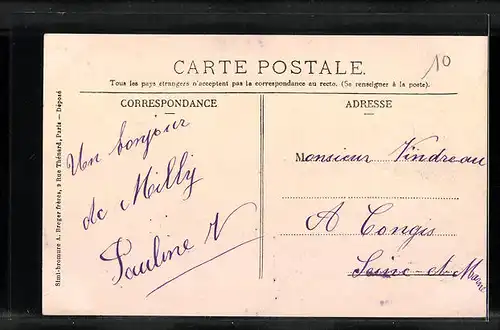 CARTE POSTALE.
10
Tous les pays étrangers n'acceptent pas la correspondance au recto. (Se renseigner à la poste).
CORRESPONDANCE
Un bonjour
de Milly
Pauline V
ADRESSE
Monsieur Vindreau
A Congis
Seine-et-Marne
Simi-bromure A. Breger frères, 9 Rue Thénard, Paris — Déposé